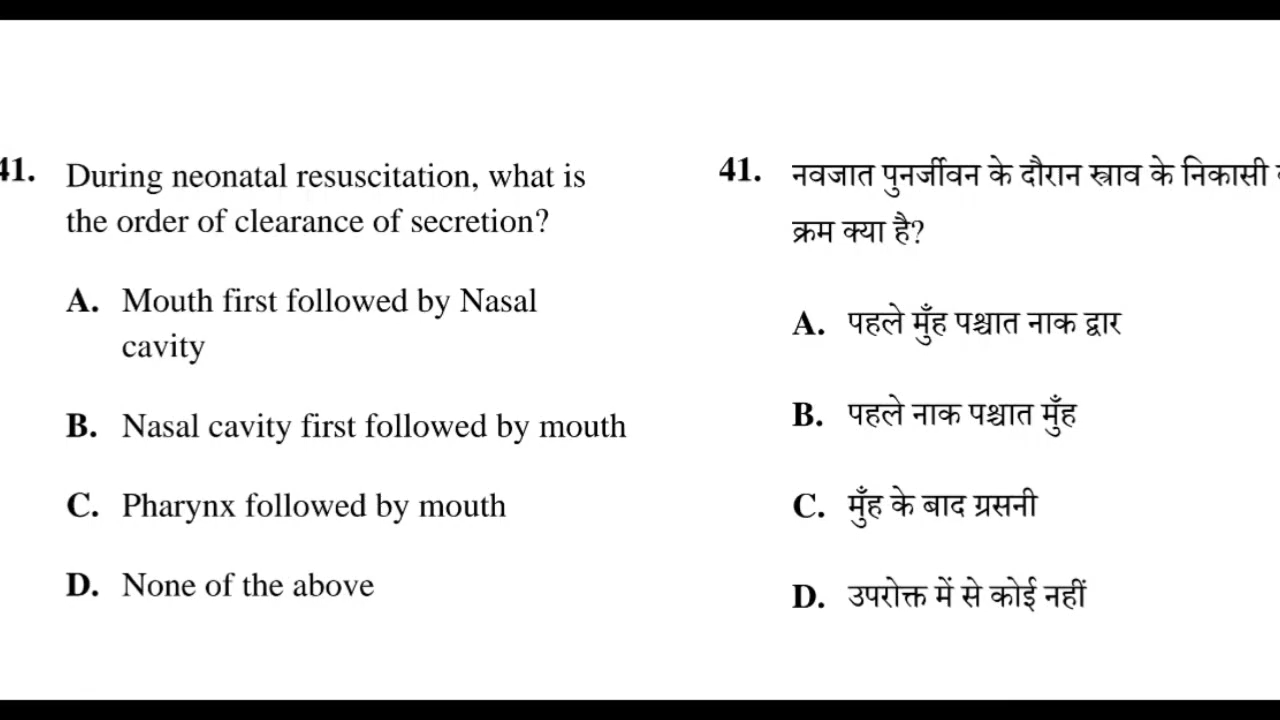 41. During neonatal resuscitation, what is
the order of clearance of secretion?
A. Mouth first followed by Nasal
cavity
B. Nasal cavity first followed by mouth
C. Pharynx followed by mouth
D. None of the above
41. नवजात पुनर्जीवन के दौरान स्त्राव के निकासी
क्रम क्या है?
A. पहले मुँह पश्चात नाक द्वार
B. पहले नाक पश्चात मुँह
C. मुँह के बाद ग्रसनी
D. उपरोक्त में से कोई नहीं